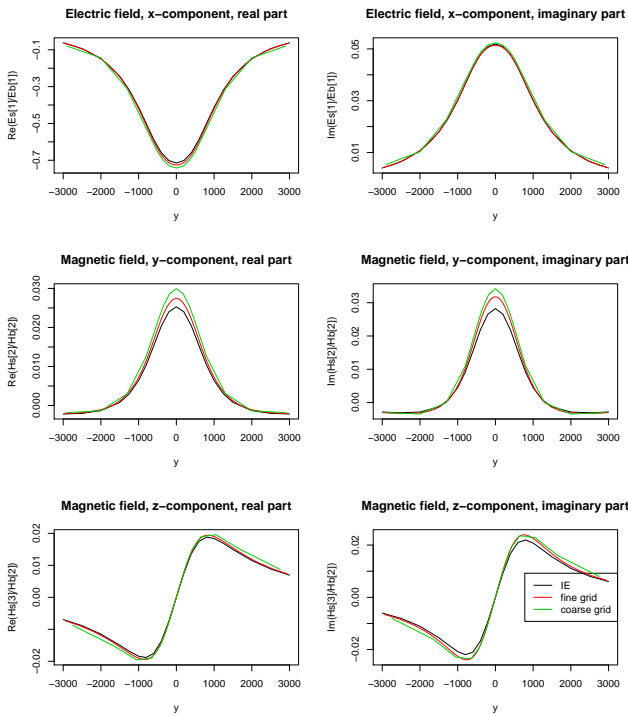 Electric field, x−component, real part
Re(Es[1]/Eb[1])
−0.1
−0.3
−0.5
−0.7
−3000 −2000 −1000 0 1000 2000 3000
y
Electric field, x−component, imaginary part
Im(Es[1]/Eb[1])
0.05
0.03
0.01
−3000 −2000 −1000 0 1000 2000 3000
y
Magnetic field, y−component, real part
Re(Hs[2]/Hb[2])
0.030
0.020
0.010
0.000
−3000 −2000 −1000 0 1000 2000 3000
y
Magnetic field, y−component, imaginary part
Im(Hs[2]/Hb[2])
0.03
0.02
0.01
0.00
−3000 −2000 −1000 0 1000 2000 3000
y
Magnetic field, z−component, real part
Re(Hs[3]/Hb[2])
0.02
0.00
−0.02
−3000 −2000 −1000 0 1000 2000 3000
y
Magnetic field, z−component, imaginary part
Im(Hs[3]/Hb[2])
0.02
0.00
−0.02
IE
fine grid
coarse grid
−3000 −2000 −1000 0 1000 2000 3000
y